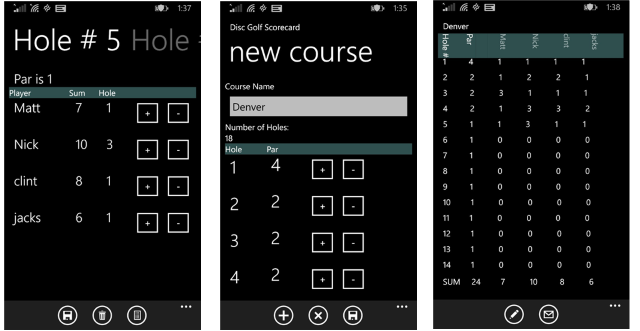 1:37
Hole # 5 Hole #
Par is 1
Player Sum Hole
Matt 7 1 + -
Nick 10 3 + -
clint 8 1 + -
jacks 6 1 + -
1:35
Disc Golf Scorecard
new course
Course Name
Denver
Number of Holes:
18
Hole Par
1 4 + -
2 2 + -
3 2 + -
4 2 + -
1:38
Denver
Hole # Par Matt Nick clint jacks
1 4 1 1 1 1
2 2 1 2 2 1
3 2 3 1 1 1
4 2 1 3 3 2
5 1 1 3 1 1
6 1 0 0 0 0
7 1 0 0 0 0
8 1 0 0 0 0
9 1 0 0 0 0
10 1 0 0 0 0
11 1 0 0 0 0
12 1 0 0 0 0
13 1 0 0 0 0
14 1 0 0 0 0
SUM 24 7 10 8 6